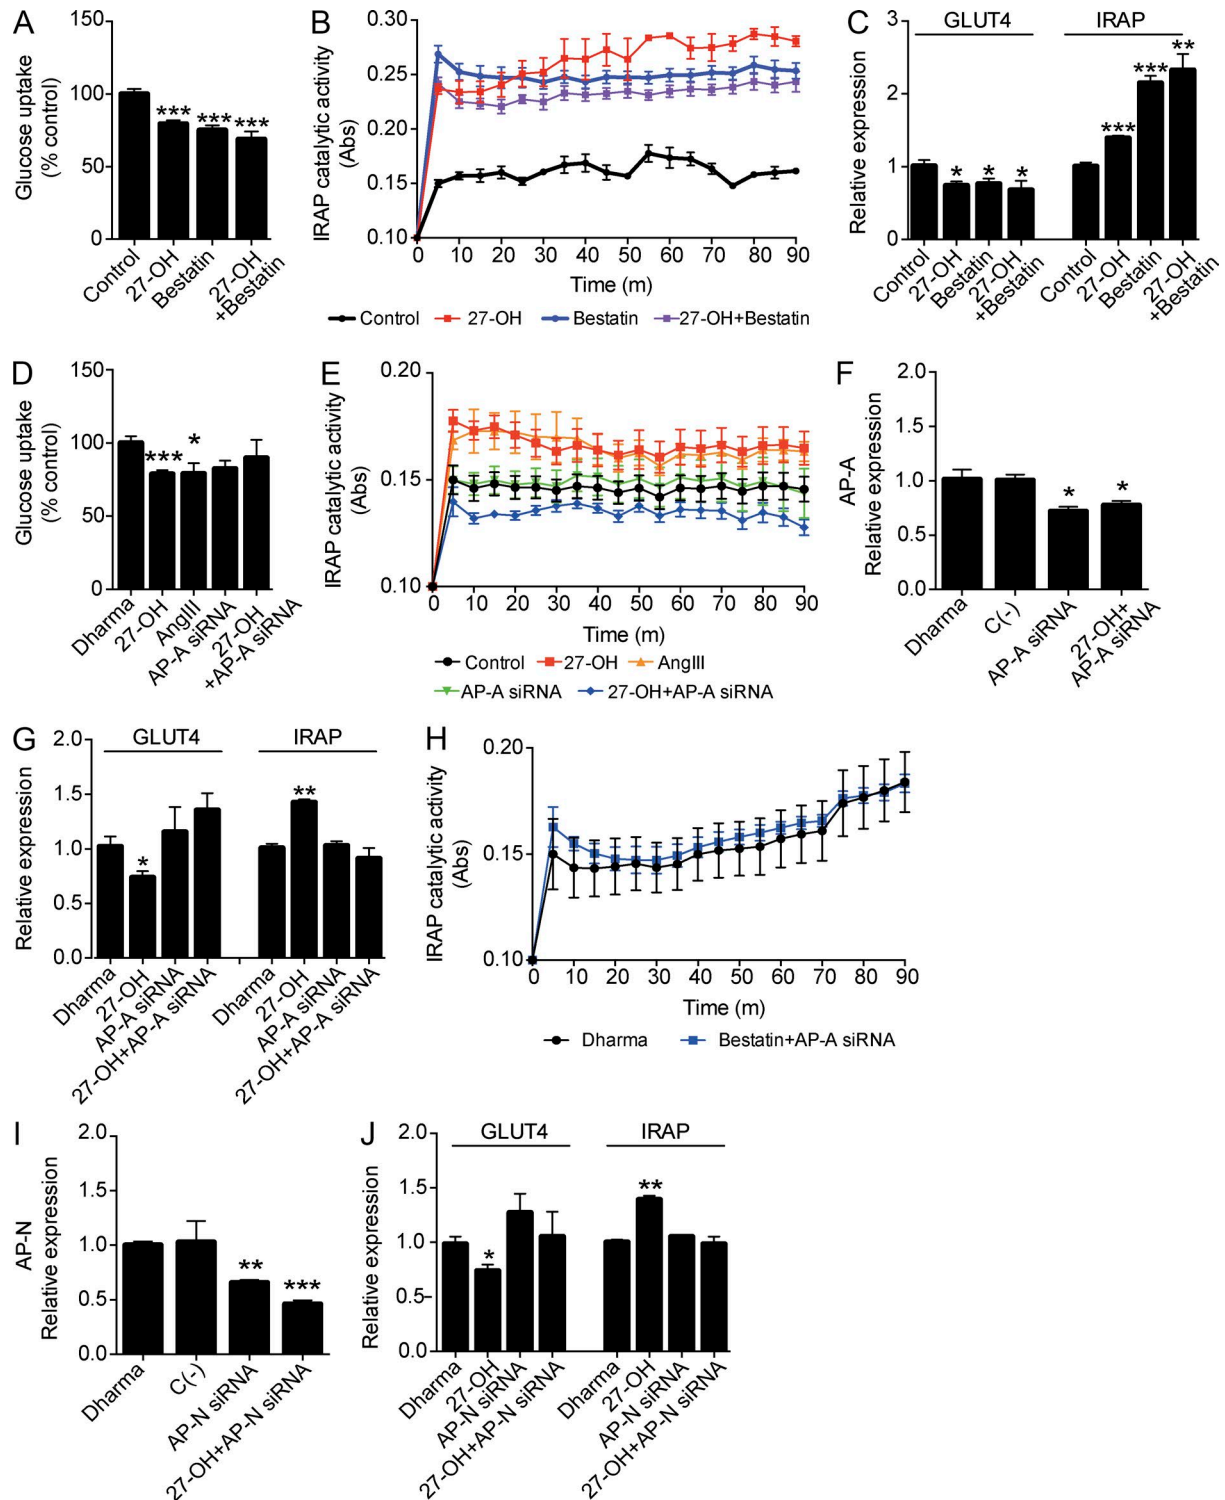 A
Glucose uptake
(% control)
150
100
50
0
***
***
***
Control
27-OH
Bestatin
27-OH
+Bestatin
B
IRAP catalytic activity
(Abs)
0.30
0.25
0.20
0.15
0.10
0 10 20 30 40 50 60 70 80 90
Time (m)
Control 27-OH Bestatin 27-OH+Bestatin
C
GLUT4 IRAP
Relative expression
3
2
1
0
* * *
*** *** **
Control
27-OH
Bestatin
27-OH
+Bestatin
Control
27-OH
Bestatin
27-OH
+Bestatin
D
Glucose uptake
(% control)
150
100
50
0
*** *
Dharma
27-OH
AngIII
AP-A siRNA
27-OH
+AP-A siRNA
E
IRAP catalytic activity
(Abs)
0.20
0.15
0.10
0 10 20 30 40 50 60 70 80 90
Time (m)
Control 27-OH AngIII
AP-A siRNA 27-OH+AP-A siRNA
F
AP-A
Relative expression
2.0
1.5
1.0
0.5
0.0
* *
Dharma
C(-)
AP-A siRNA
27-OH+
AP-A siRNA
G
GLUT4 IRAP
Relative expression
2.0
1.5
1.0
0.5
0.0
* **
Dharma
27-OH
AP-A siRNA
27-OH+AP-A siRNA
Dharma
27-OH
AP-A siRNA
27-OH+AP-A siRNA
H
IRAP catalytic activity
(Abs)
0.20
0.15
0.10
0 10 20 30 40 50 60 70 80 90
Time (m)
Dharma Bestatin+AP-A siRNA
I
AP-N
Relative expression
2.0
1.5
1.0
0.5
0.0
** ***
Dharma
C(-)
AP-N siRNA
27-OH+AP-N siRNA
J
GLUT4 IRAP
Relative expression
2.0
1.5
1.0
0.5
0.0
* **
Dharma
27-OH
AP-N siRNA
27-OH+AP-N siRNA
Dharma
27-OH
AP-N siRNA
27-OH+AP-N siRNA